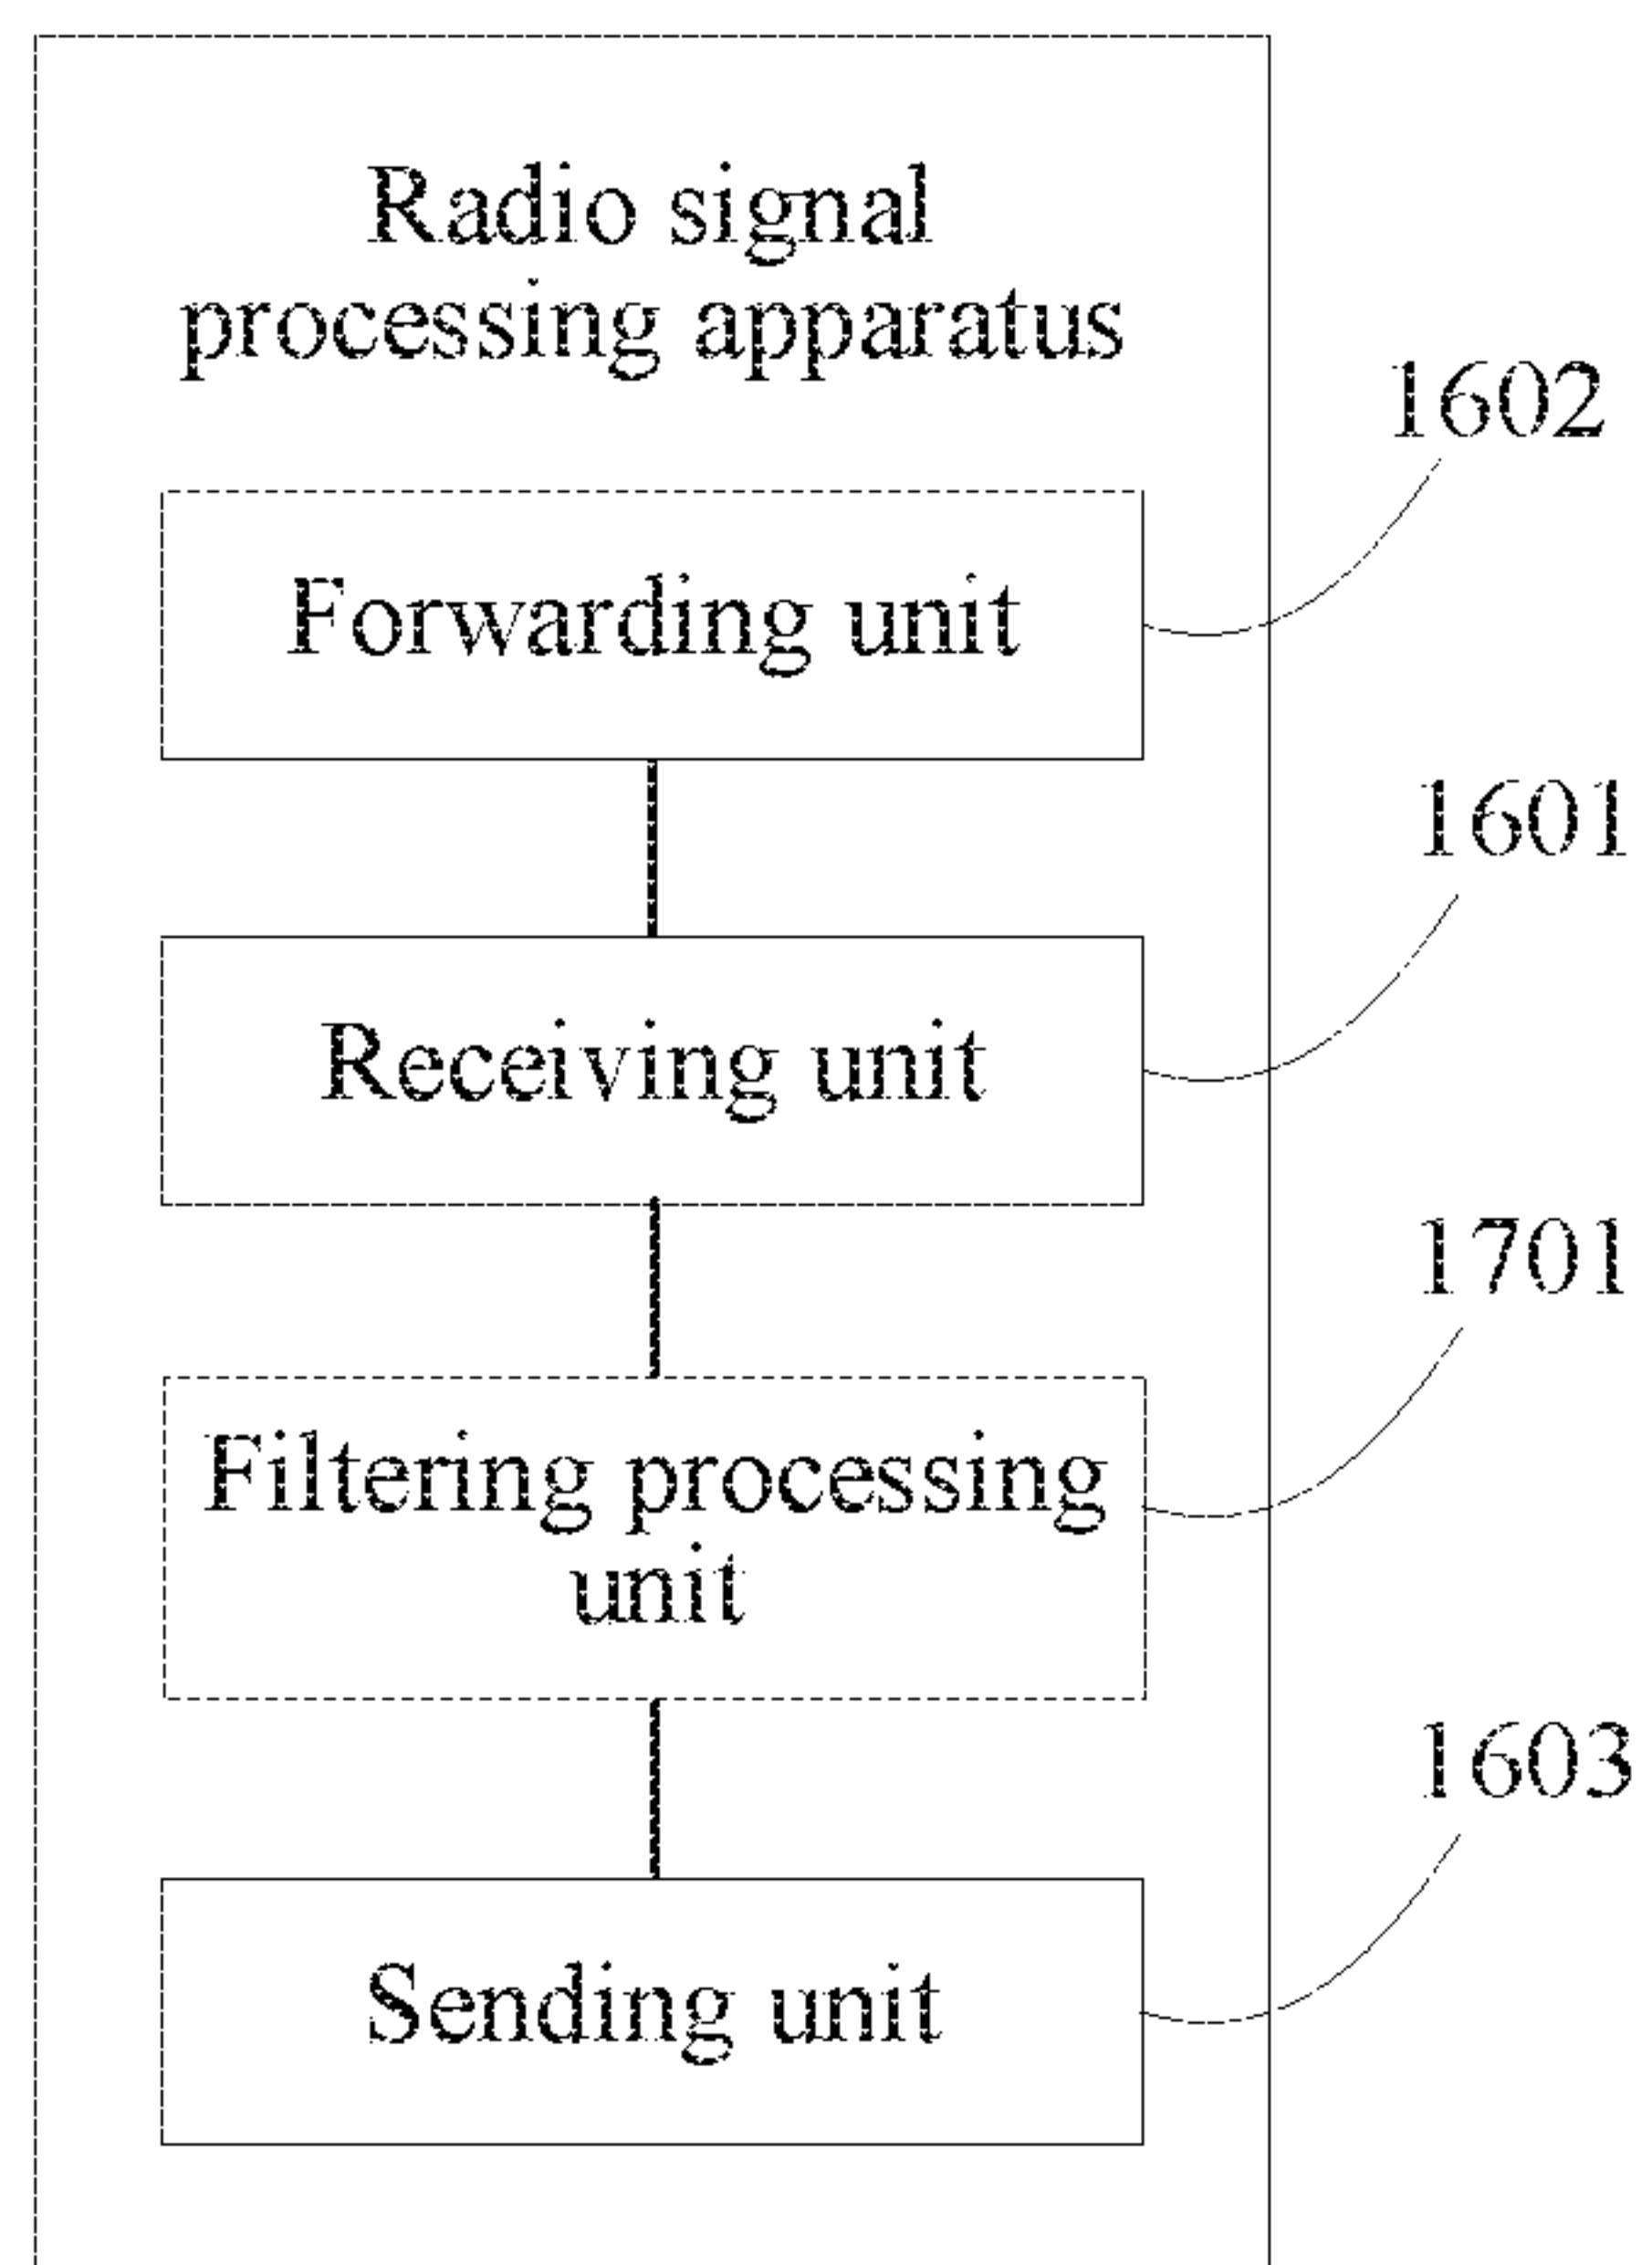 Radio signal
processing apparatus
1602
Forwarding unit
1601
Receiving unit
1701
Filtering processing
unit
1603
Sending unit